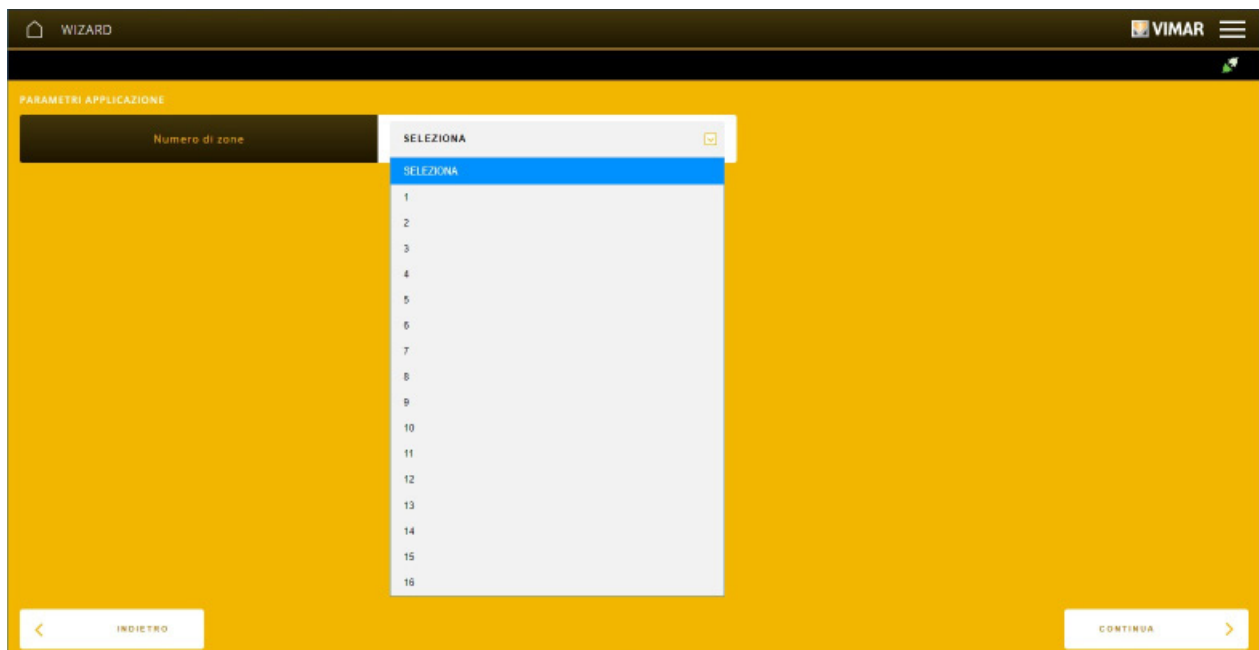 WIZARD
VIMAR
PARAMETRI APPLICAZIONE
Numero di zone
SELEZIONA
SELEZIONA
1
2
3
4
5
6
7
8
9
10
11
12
13
14
15
16
INDIETRO
CONTINUA